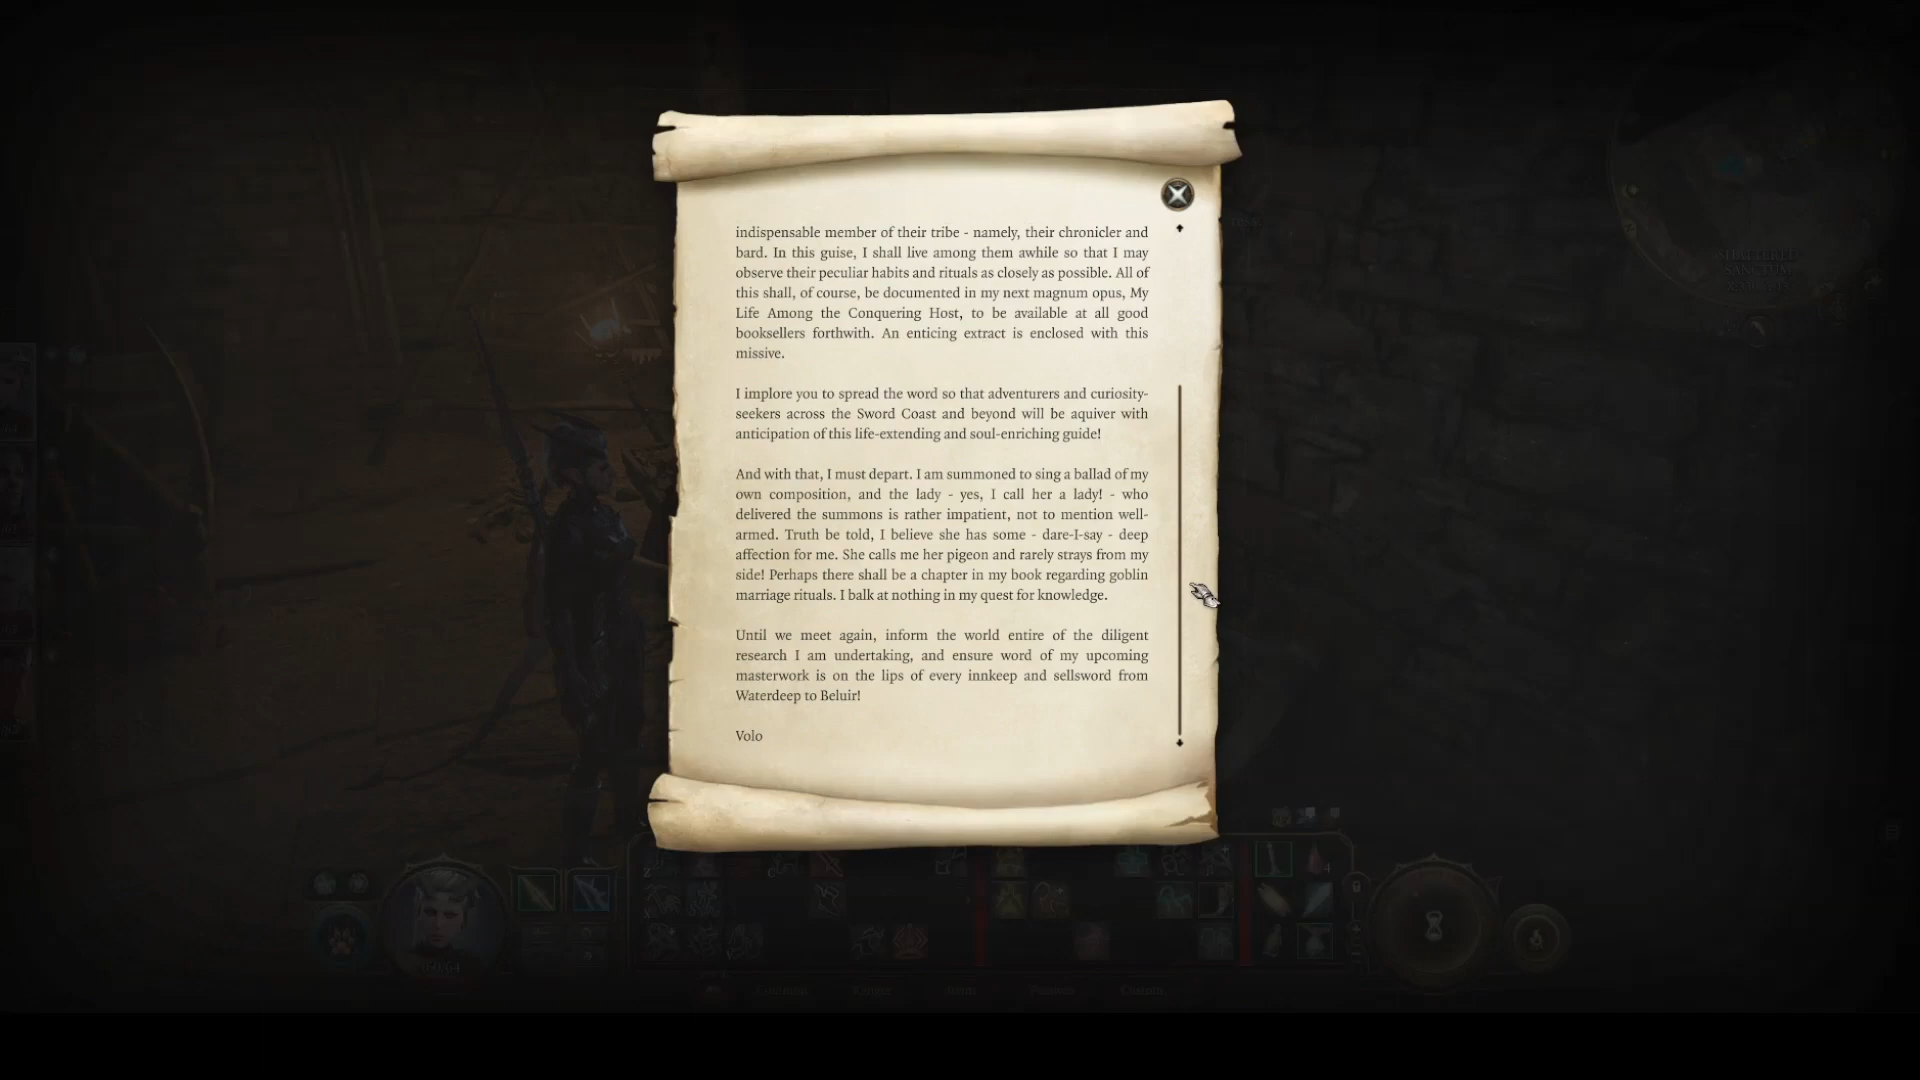 indispensable member of their tribe - namely, their chronicler and
bard. In this guise, I shall live among them awhile so that I may
observe their peculiar habits and rituals as closely as possible. All of
this shall, of course, be documented in my next magnum opus, My
Life Among the Conquering Host, to be available at all good
booksellers forthwith. An enticing extract is enclosed with this
missive.
I implore you to spread the word so that adventurers and curiosity-
seekers across the Sword Coast and beyond will be aquiver with
anticipation of this life-extending and soul-enriching guide!
And with that, I must depart. I am summoned to sing a ballad of my
own composition, and the lady - yes, I call her a lady! - who
delivered the summons is rather impatient, not to mention well-
armed. Truth be told, I believe she has some - dare-I-say - deep
affection for me. She calls me her pigeon and rarely strays from my
side! Perhaps there shall be a chapter in my book regarding goblin
marriage rituals. I balk at nothing in my quest for knowledge.
Until we meet again, inform the world entire of the diligent
research I am undertaking, and ensure word of my upcoming
masterwork is on the lips of every innkeep and sellsword from
Waterdeep to Beluir!
Volo
SHATTERED
SANCTUM
60/64
Common
Custom